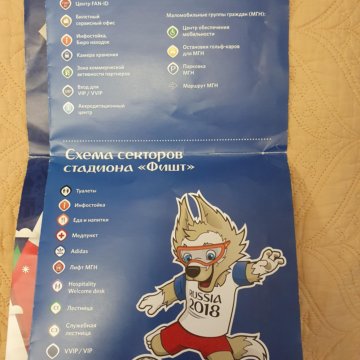 Центр FAN-ID
Билетный
сервисный офис
Инфостойка,
Бюро находок
Камера хранения
Зона коммерческой
активности партнеров
Вход для
VIP / VVIP
Аккредитационный
центр
Маломобильные группы граждан (МГН):
Центр обеспечения
мобильности
Остановки гольф-каров
для МГН
Парковка
МГН
Маршрут МГН
Схема секторов
стадиона «Фишт»
Туалеты
Инфостойка
Еда и напитки
Медпункт
Adidas
Лифт МГН
Hospitality
Welcome desk
Лестница
Служебная
лестница
VVIP / VIP
RUSSIA
2018